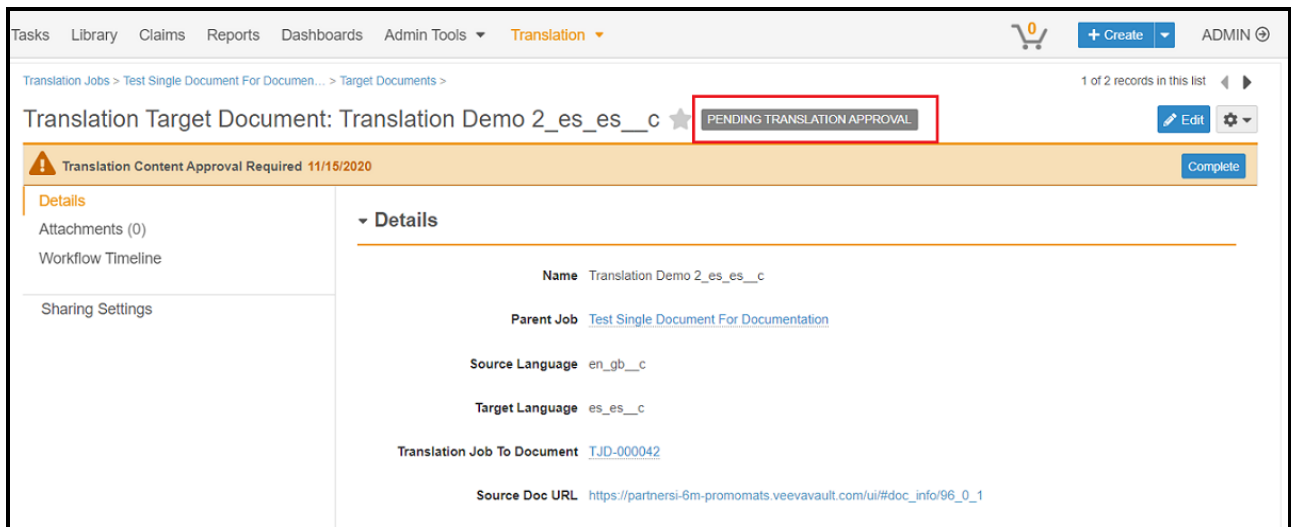 Tasks Library Claims Reports Dashboards Admin Tools Translation 0 + Create ADMIN
Translation Jobs > Test Single Document For Documen... > Target Documents > 1 of 2 records in this list
Translation Target Document: Translation Demo 2_es_es__c PENDING TRANSLATION APPROVAL Edit
Translation Content Approval Required 11/15/2020 Complete
Details
Attachments (0)
Workflow Timeline
Sharing Settings
Details
Name Translation Demo 2_es_es__c
Parent Job Test Single Document For Documentation
Source Language en_gb__c
Target Language es_es__c
Translation Job To Document TJD-000042
Source Doc URL https://partnersi-6m-promomats.veevavault.com/ui/#doc_info/96_0_1